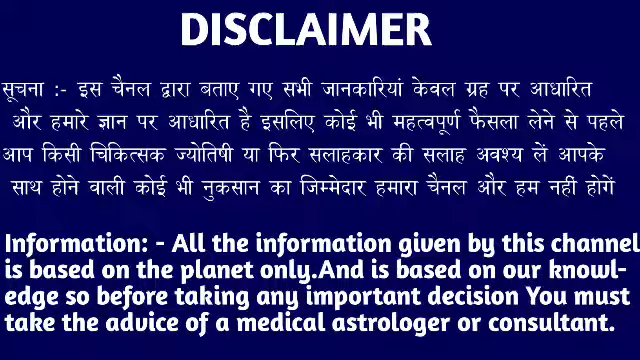 DISCLAIMER
सूचना :- इस चैनल द्वारा बताए गए सभी जानकारियां केवल ग्रह पर आधारित
और हमारे ज्ञान पर आधारित है इसलिए कोई भी महत्वपूर्ण फैसला लेने से पहले
आप किसी चिकित्सक ज्योतिषी या फिर सलाहकार की सलाह अवश्य लें आपके
साथ होने वाली कोई भी नुकसान का जिम्मेदार हमारा चैनल और हम नहीं होगें
Information: - All the information given by this channel
is based on the planet only.And is based on our knowl-
edge so before taking any important decision You must
take the advice of a medical astrologer or consultant.